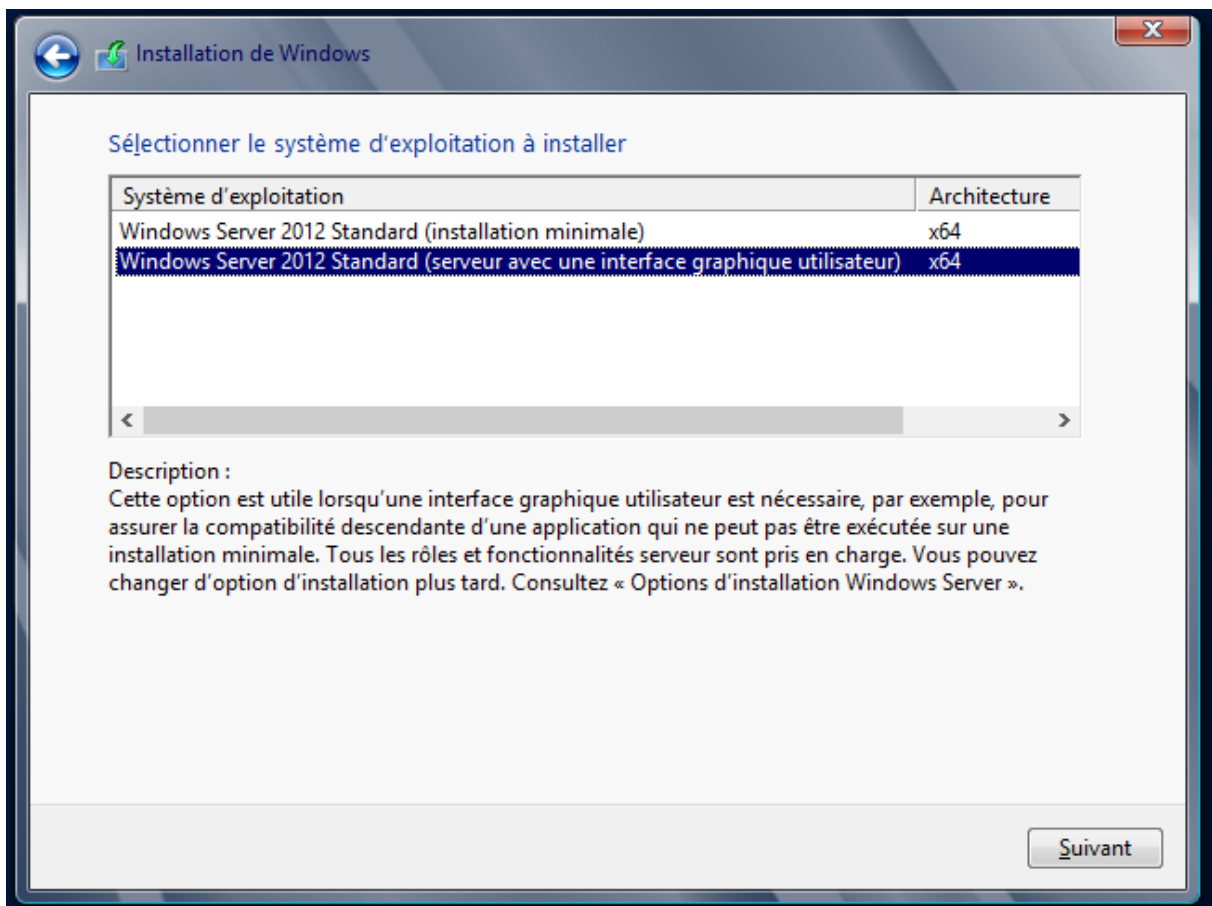 Installation de Windows
Sélectionner le système d'exploitation à installer
Système d'exploitation Architecture
Windows Server 2012 Standard (installation minimale) x64
Windows Server 2012 Standard (serveur avec une interface graphique utilisateur) x64
Description :
Cette option est utile lorsqu'une interface graphique utilisateur est nécessaire, par exemple, pour
assurer la compatibilité descendante d'une application qui ne peut pas être exécutée sur une
installation minimale. Tous les rôles et fonctionnalités serveur sont pris en charge. Vous pouvez
changer d'option d'installation plus tard. Consultez « Options d'installation Windows Server ».
Suivant